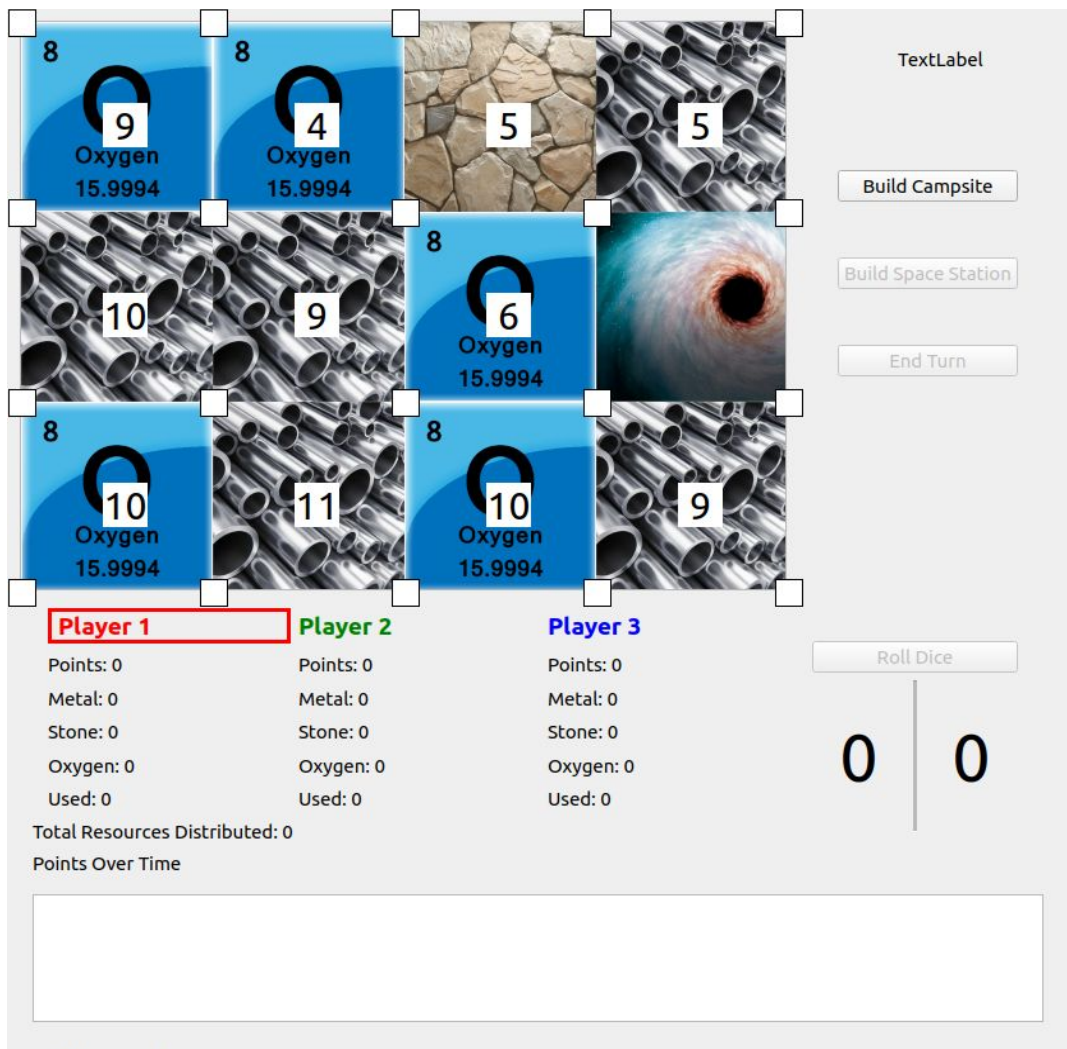 8 8 TextLabel
O O
9 4 5 5
Oxygen Oxygen
15.9994 15.9994
Build Campsite
8
Build Space Station
O
10 9 6
Oxygen
End Turn
15.9994
8 8
O O
10 11 10 9
Oxygen Oxygen
15.9994 15.9994
Player 1 Player 2 Player 3
Roll Dice
Points: 0 Points: 0 Points: 0
Metal: 0 Metal: 0 Metal: 0
Stone: 0 Stone: 0 Stone: 0
0 0
Oxygen: 0 Oxygen: 0 Oxygen: 0
Used: 0 Used: 0 Used: 0
Total Resources Distributed: 0
Points Over Time